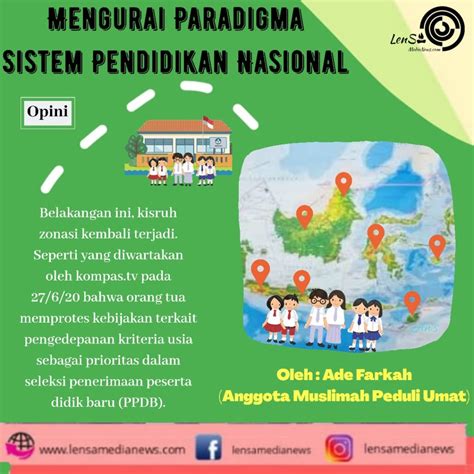 MENGURAI PARADIGMA
SISTEM PENDIDIKAN NASIONAL
LenSa
MediaNews.com
Opini
Belakangan ini, kisruh
zonasi kembali terjadi.
Seperti yang diwartakan
oleh kompas.tv pada
27/6/20 bahwa orang tua
memprotes kebijakan terkait
pengedepanan kriteria usia
sebagai prioritas dalam
seleksi penerimaan peserta
didik baru (PPDB).
Oleh : Ade Farkah
(Anggota Muslimah Peduli Umat)
www.lensamedianews.com
lensamedianews
lensamedianews